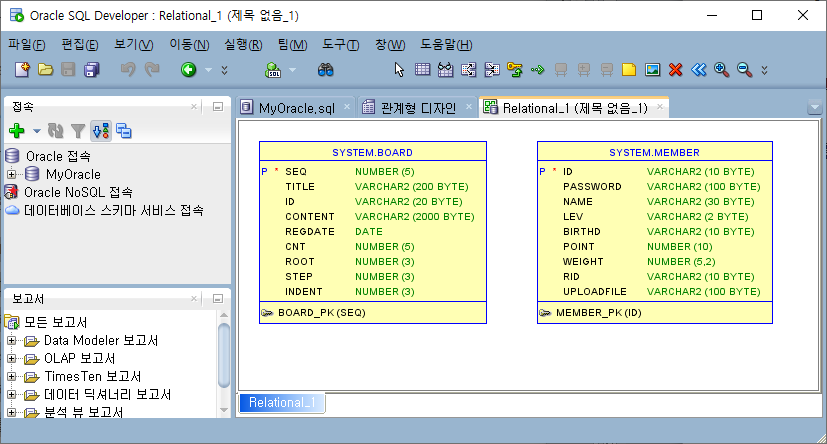 Oracle SQL Developer : Relational_1 (제목 없음_1)
파일(F) 편집(E) 보기(V) 이동(N) 실행(R) 팀(M) 도구(T) 창(W) 도움말(H)
SQL
접속
Oracle 접속
MyOracle
Oracle NoSQL 접속
데이터베이스 스키마 서비스 접속
보고서
모든 보고서
Data Modeler 보고서
OLAP 보고서
TimesTen 보고서
데이터 딕셔너리 보고서
분석 뷰 보고서
MyOracle.sql 관계형 디자인 Relational_1 (제목 없음_1)
SYSTEM.BOARD
P * SEQ NUMBER (5)
TITLE VARCHAR2 (200 BYTE)
ID VARCHAR2 (20 BYTE)
CONTENT VARCHAR2 (2000 BYTE)
REGDATE DATE
CNT NUMBER (5)
ROOT NUMBER (3)
STEP NUMBER (3)
INDENT NUMBER (3)
BOARD_PK (SEQ)
SYSTEM.MEMBER
P * ID VARCHAR2 (10 BYTE)
PASSWORD VARCHAR2 (100 BYTE)
NAME VARCHAR2 (30 BYTE)
LEV VARCHAR2 (2 BYTE)
BIRTHD VARCHAR2 (10 BYTE)
POINT NUMBER (10)
WEIGHT NUMBER (5,2)
RID VARCHAR2 (10 BYTE)
UPLOADFILE VARCHAR2 (100 BYTE)
MEMBER_PK (ID)
Relational_1